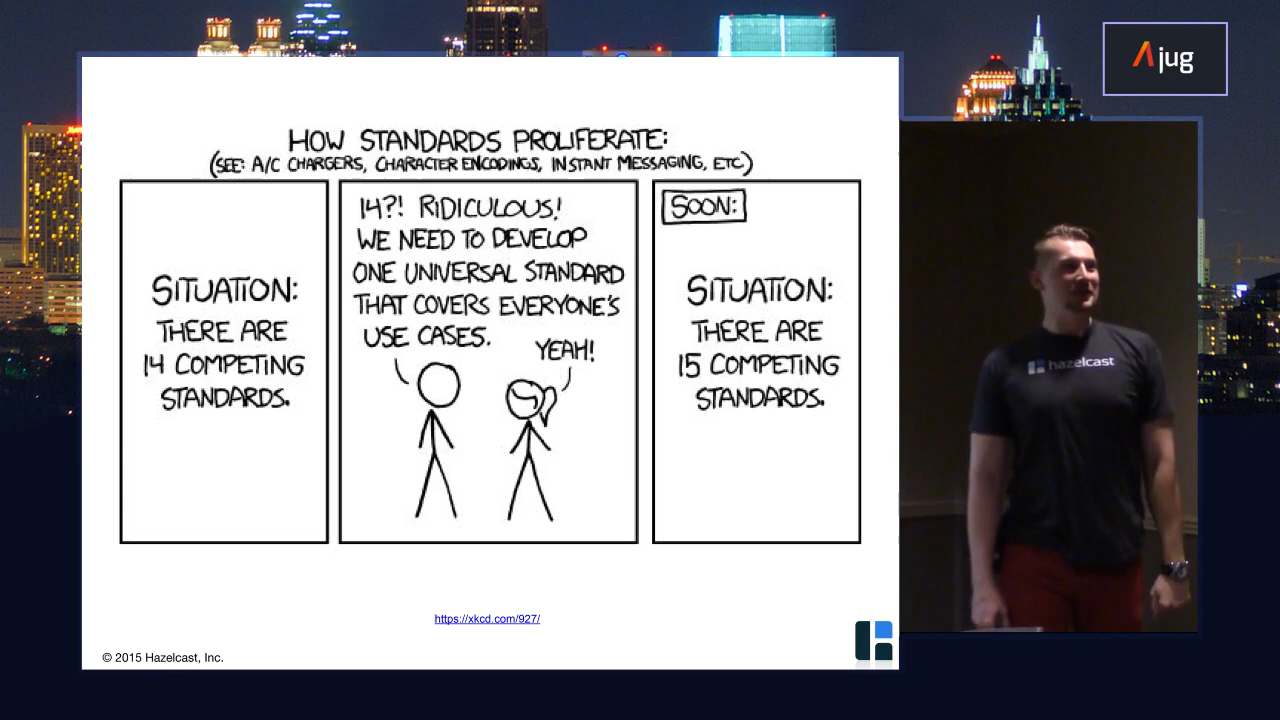 jug
HOW STANDARDS PROLIFERATE:
(SEE: A/C CHARGERS, CHARACTER ENCODINGS, INSTANT MESSAGING, ETC.)
SITUATION:
THERE ARE
14 COMPETING
STANDARDS.
14?! RIDICULOUS!
WE NEED TO DEVELOP
ONE UNIVERSAL STANDARD
THAT COVERS EVERYONE'S
USE CASES.
YEAH!
SOON:
SITUATION:
THERE ARE
15 COMPETING
STANDARDS.
https://xkcd.com/927/
© 2015 Hazelcast, Inc.
hazelcast